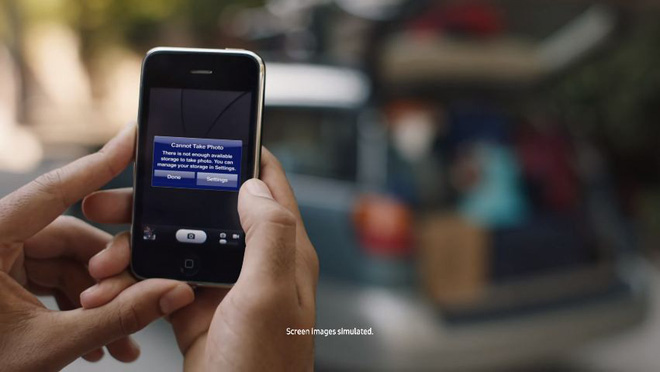 Cannot Take Photo
There is not enough available
storage to take photo. You can
manage your storage in Settings.
Done Settings
Screen images simulated.